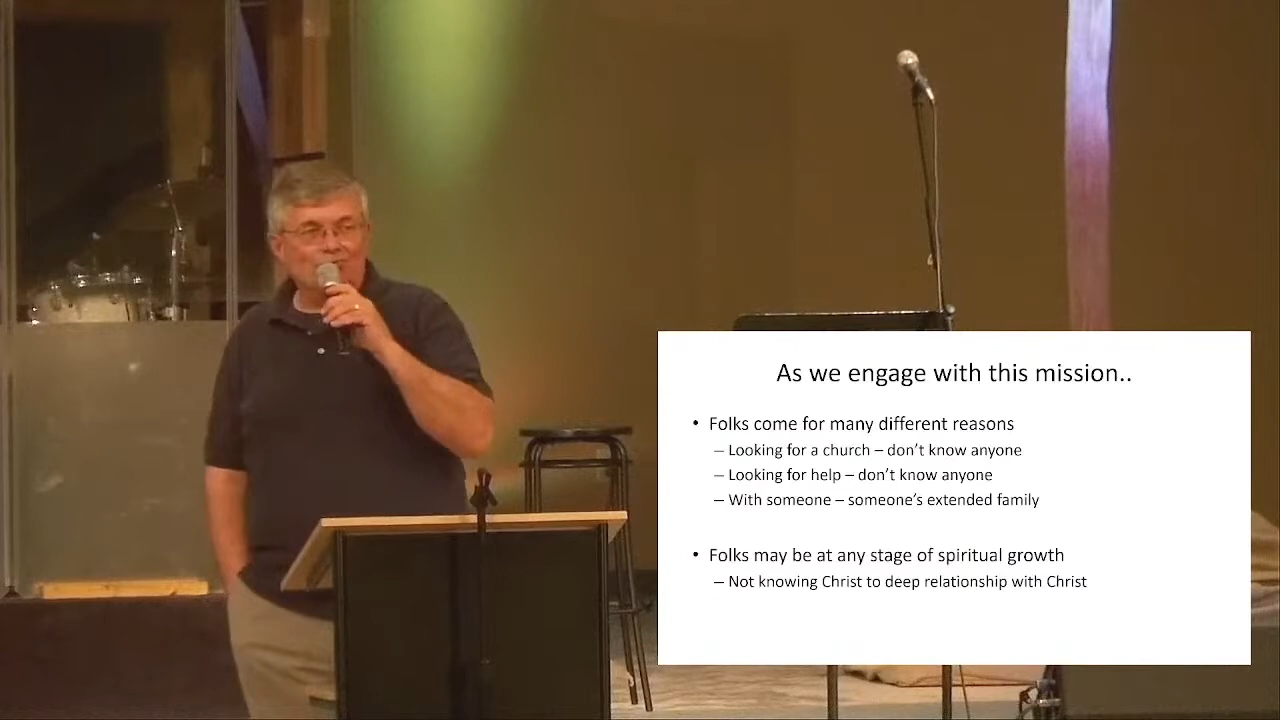 As we engage with this mission..
• Folks come for many different reasons
– Looking for a church – don't know anyone
– Looking for help – don't know anyone
– With someone – someone's extended family
• Folks may be at any stage of spiritual growth
– Not knowing Christ to deep relationship with Christ